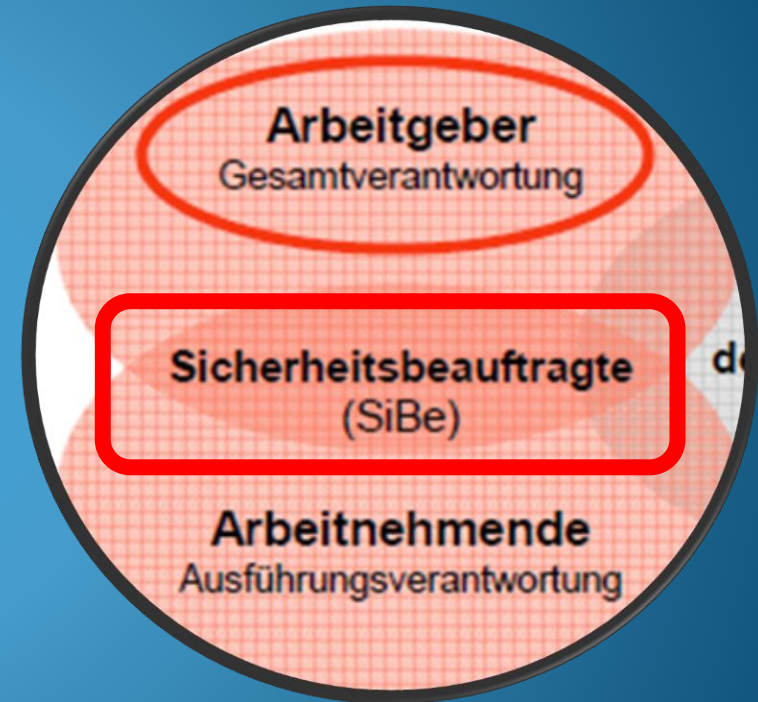 Arbeitgeber
Gesamtverantwortung
Sicherheitsbeauftragte
(SiBe)
Arbeitnehmende
Ausführungsverantwortung